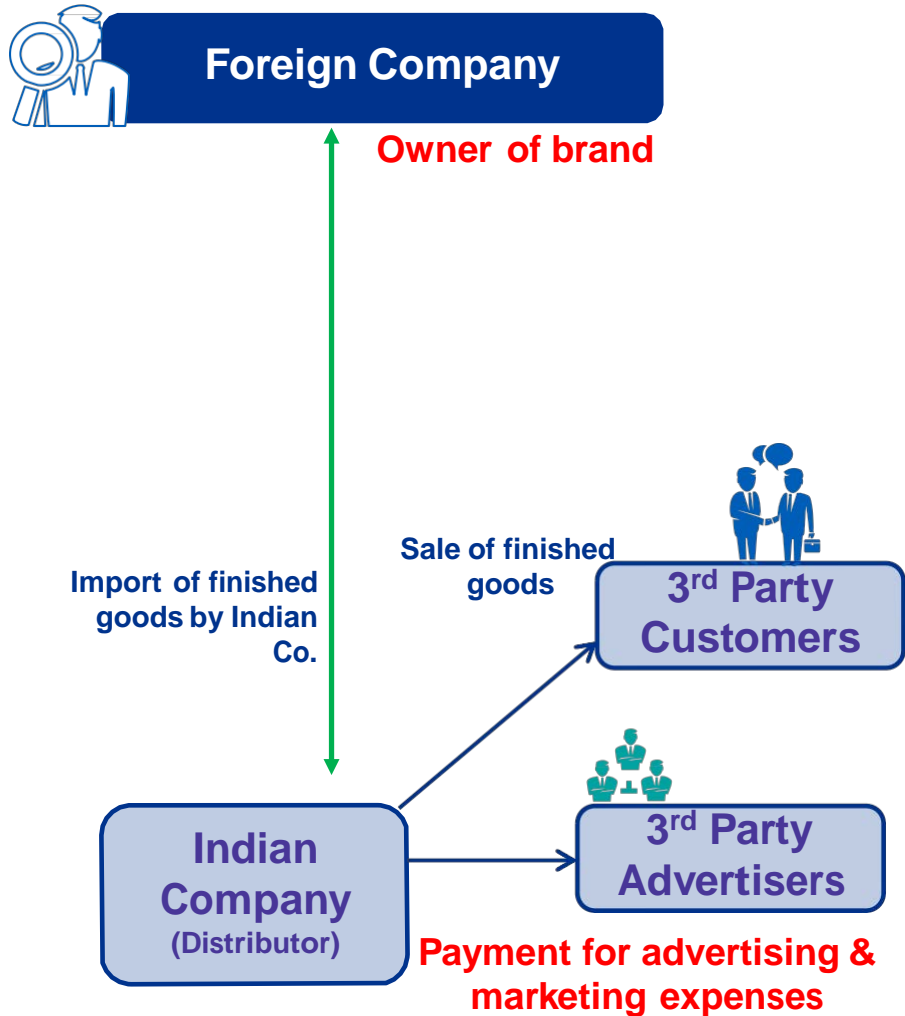 Foreign Company
Owner of brand
Import of finished
goods by Indian
Co.
Sale of finished
goods
3rd Party
Customers
Indian
Company
(Distributor)
3rd Party
Advertisers
Payment for advertising &
marketing expenses